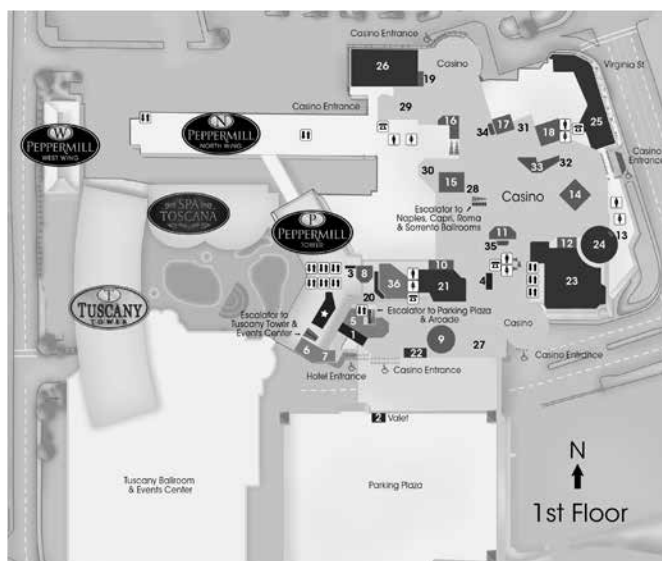 Casino Entrance
Casino
26
19
Virginia St
Casino Entrance
29
16
17
31
34
18
25
W
PEPPERMILL
WEST WING
N
PEPPERMILL
NORTH WING
Casino Entrance
33
32
30
15
28
Casino
14
Escalator to
Naples, Capri, Roma
& Sorrento Ballrooms
SPA
TOSCANA
P
PEPPERMILL
TOWER
11
35
12
24
13
3
8
36
10
21
4
23
20
T
TUSCANY
TOWER
Escalator to
Tuscany Tower &
Events Center
Escalator to Parking Plaza
& Arcade
5
1
Casino
9
27
6
7
22
Hotel Entrance
Casino Entrance
Casino Entrance
2
Valet
Tuscany Ballroom
& Events Center
Parking Plaza
N
1st Floor